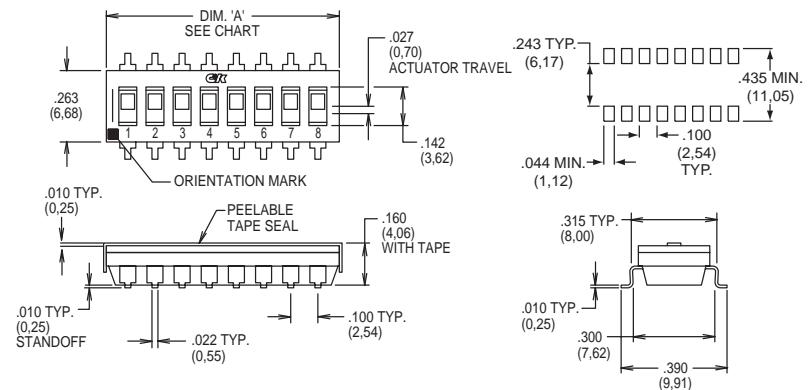 DIM. 'A'
SEE CHART
.027
(0,70)
ACTUATOR TRAVEL
C&K
.263
(6,68)
1 2 3 4 5 6 7 8
.142
(3,62)
ORIENTATION MARK
.243 TYP.
(6,17)
.435 MIN.
(11,05)
.100
(2,54)
TYP.
.044 MIN.
(1,12)
.010 TYP.
(0,25)
PEELABLE
TAPE SEAL
.160
(4,06)
WITH TAPE
.010 TYP.
(0,25)
STANDOFF
.022 TYP.
(0,55)
.100 TYP.
(2,54)
.315 TYP.
(8,00)
.010 TYP.
(0,25)
.300
(7,62)
.390
(9,91)